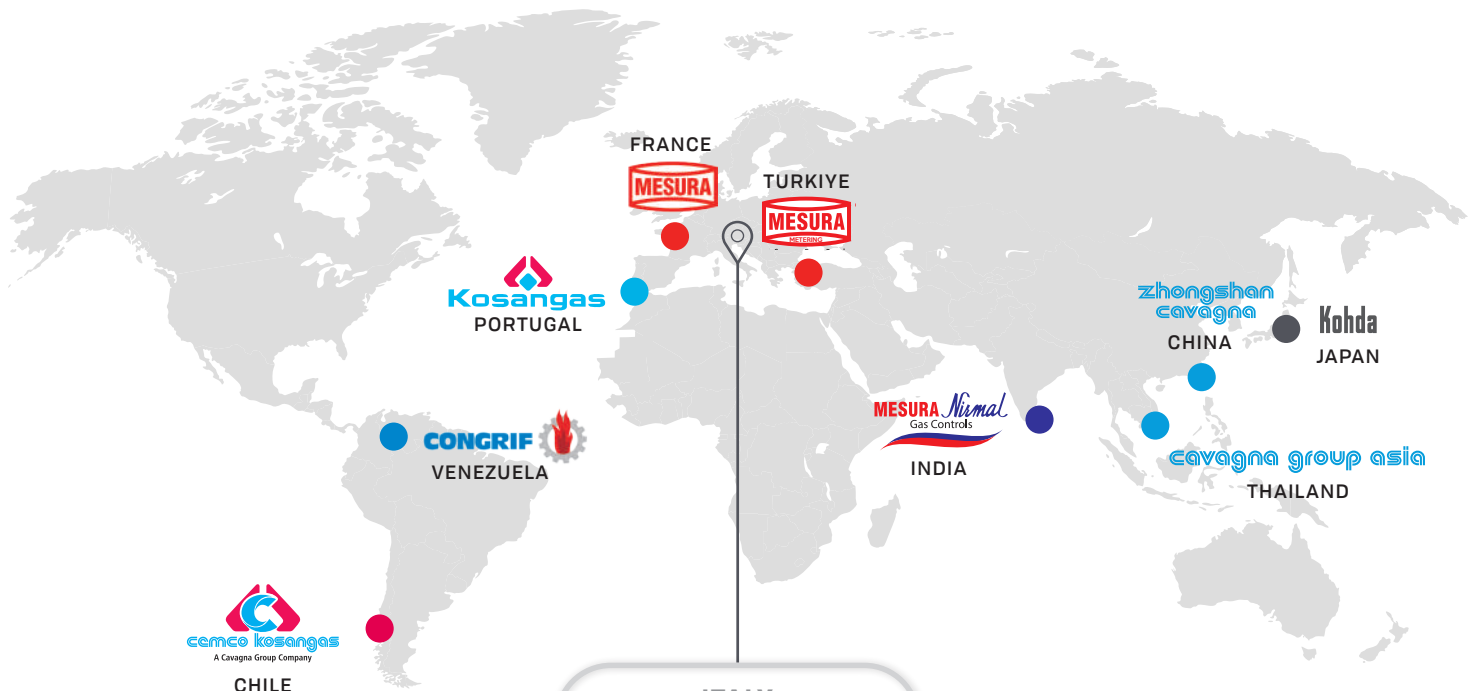 FRANCE
MESURA
TURKIYE
MESURA
METERING
Kosangas
PORTUGAL
zhongshan
cavagna
CHINA
Kohda
JAPAN
MESURA Nirmal
Gas Controls
INDIA
CONGRIF
VENEZUELA
cavagna group asia
THAILAND
cemco kosangas
A Cavagna Group Company
CHILE